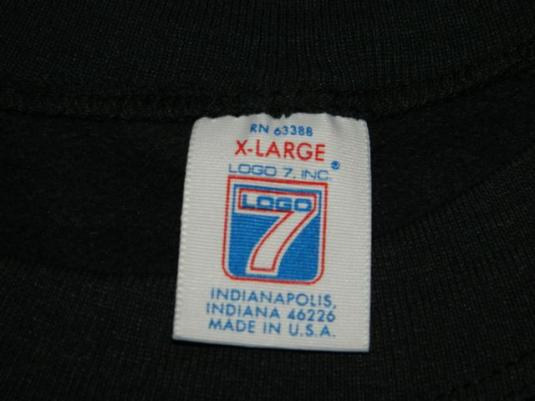 RN 63388
X-LARGE
LOGO 7, INC.®
LOGO
7
INDIANAPOLIS,
INDIANA 46226
MADE IN U.S.A.